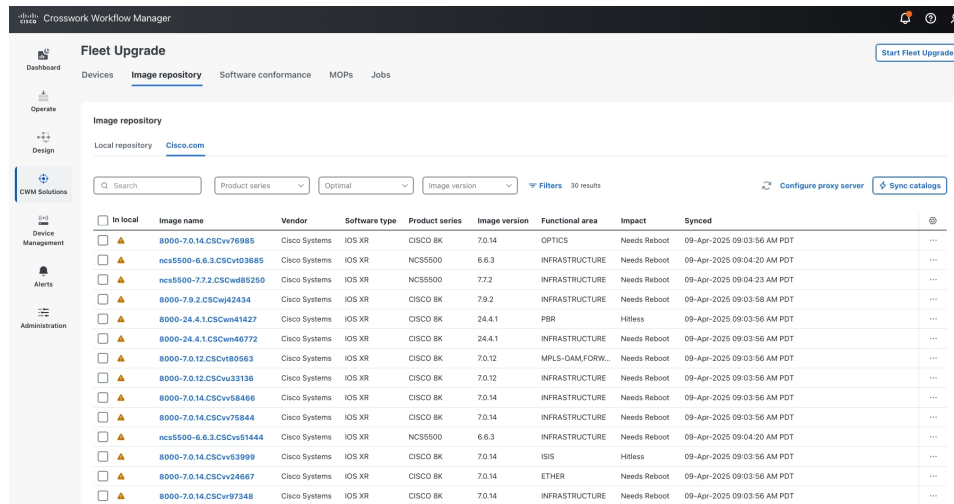 cisco Crosswork Workflow Manager
Fleet Upgrade
Start Fleet Upgrade
Dashboard
Operate
Design
CWM Solutions
Device
Management
Alerts
Administration
Devices Image repository Software conformance MOPs Jobs
Image repository
Local repository Cisco.com
Search Product series Optimal Image version Filters 30 results Configure proxy server Sync catalogs
In local Image name Vendor Software type Product series Image version Functional area Impact Synced
8000-7.0.14.CSCvv76985 Cisco Systems IOS XR CISCO 8K 7.0.14 OPTICS Needs Reboot 09-Apr-2025 09:03:56 AM PDT ...
ncs5500-6.6.3.CSCvt03685 Cisco Systems IOS XR NCS5500 6.6.3 INFRASTRUCTURE Needs Reboot 09-Apr-2025 09:04:20 AM PDT ...
ncs5500-7.7.2.CSCwd85250 Cisco Systems IOS XR NCS5500 7.7.2 INFRASTRUCTURE Needs Reboot 09-Apr-2025 09:04:23 AM PDT ...
8000-7.9.2.CSCwj42434 Cisco Systems IOS XR CISCO 8K 7.9.2 INFRASTRUCTURE Needs Reboot 09-Apr-2025 09:03:58 AM PDT ...
8000-24.4.1.CSCwn41427 Cisco Systems IOS XR CISCO 8K 24.4.1 PBR Hitless 09-Apr-2025 09:03:56 AM PDT ...
8000-24.4.1.CSCwn46772 Cisco Systems IOS XR CISCO 8K 24.4.1 INFRASTRUCTURE Needs Reboot 09-Apr-2025 09:03:56 AM PDT ...
8000-7.0.12.CSCvt80563 Cisco Systems IOS XR CISCO 8K 7.0.12 MPLS-OAM,FORW... Needs Reboot 09-Apr-2025 09:03:56 AM PDT ...
8000-7.0.12.CSCvu33136 Cisco Systems IOS XR CISCO 8K 7.0.12 INFRASTRUCTURE Needs Reboot 09-Apr-2025 09:03:56 AM PDT ...
8000-7.0.14.CSCvv58466 Cisco Systems IOS XR CISCO 8K 7.0.14 INFRASTRUCTURE Needs Reboot 09-Apr-2025 09:03:56 AM PDT ...
8000-7.0.14.CSCvv75844 Cisco Systems IOS XR CISCO 8K 7.0.14 INFRASTRUCTURE Needs Reboot 09-Apr-2025 09:03:56 AM PDT ...
ncs5500-6.6.3.CSCvs51444 Cisco Systems IOS XR NCS5500 6.6.3 INFRASTRUCTURE Needs Reboot 09-Apr-2025 09:04:20 AM PDT ...
8000-7.0.14.CSCvv53999 Cisco Systems IOS XR CISCO 8K 7.0.14 ISIS Hitless 09-Apr-2025 09:03:56 AM PDT ...
8000-7.0.14.CSCvv24667 Cisco Systems IOS XR CISCO 8K 7.0.14 ETHER Needs Reboot 09-Apr-2025 09:03:56 AM PDT ...
8000-7.0.14.CSCvr97348 Cisco Systems IOS XR CISCO 8K 7.0.14 INFRASTRUCTURE Needs Reboot 09-Apr-2025 09:03:56 AM PDT ...